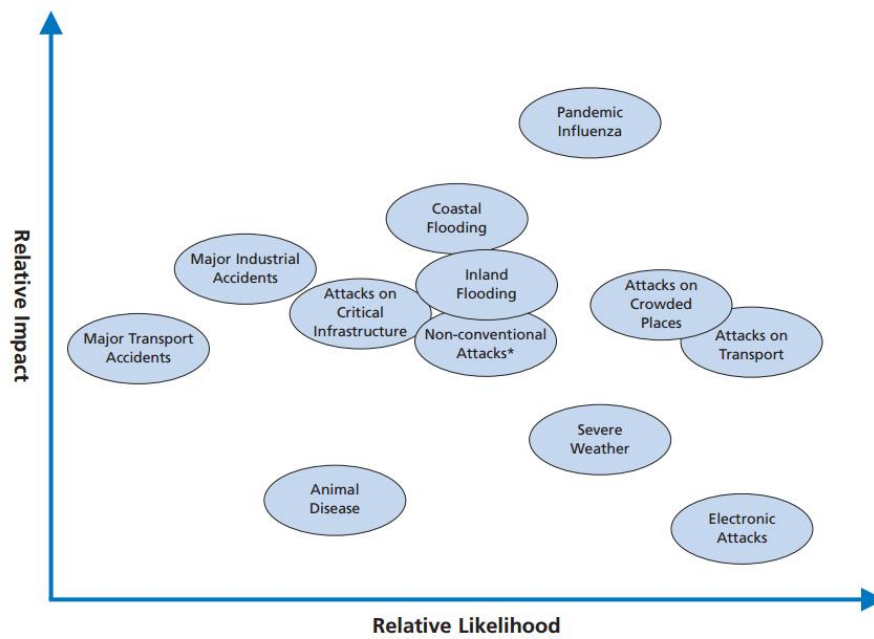 Pandemic
Influenza
Coastal
Flooding
Major Industrial
Accidents
Inland
Flooding
Attacks on
Critical
Infrastructure
Attacks on
Crowded
Places
Major Transport
Accidents
Non-conventional
Attacks*
Attacks on
Transport
Severe
Weather
Animal
Disease
Electronic
Attacks
Relative Impact
Relative Likelihood